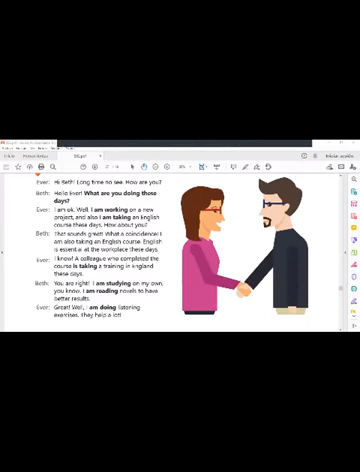 Ever: Hi Beth! Long time no see. How are you?
Beth: Hello Ever! What are you doing these
days?
Ever: I am ok. Well, I am working on a new
project, and also I am taking an English
course these days. How about you?
Beth: That sounds great! What a coincidence! I
am also taking an English course. English
is essential at the workplace these days.
Ever: I know! A colleague who completed the
course is taking a training in England
these days.
Beth: You are right! I am studying on my own,
you know. I am reading novels to have
better results.
Ever: Great! Well, I am doing listening
exercises. They help a lot!